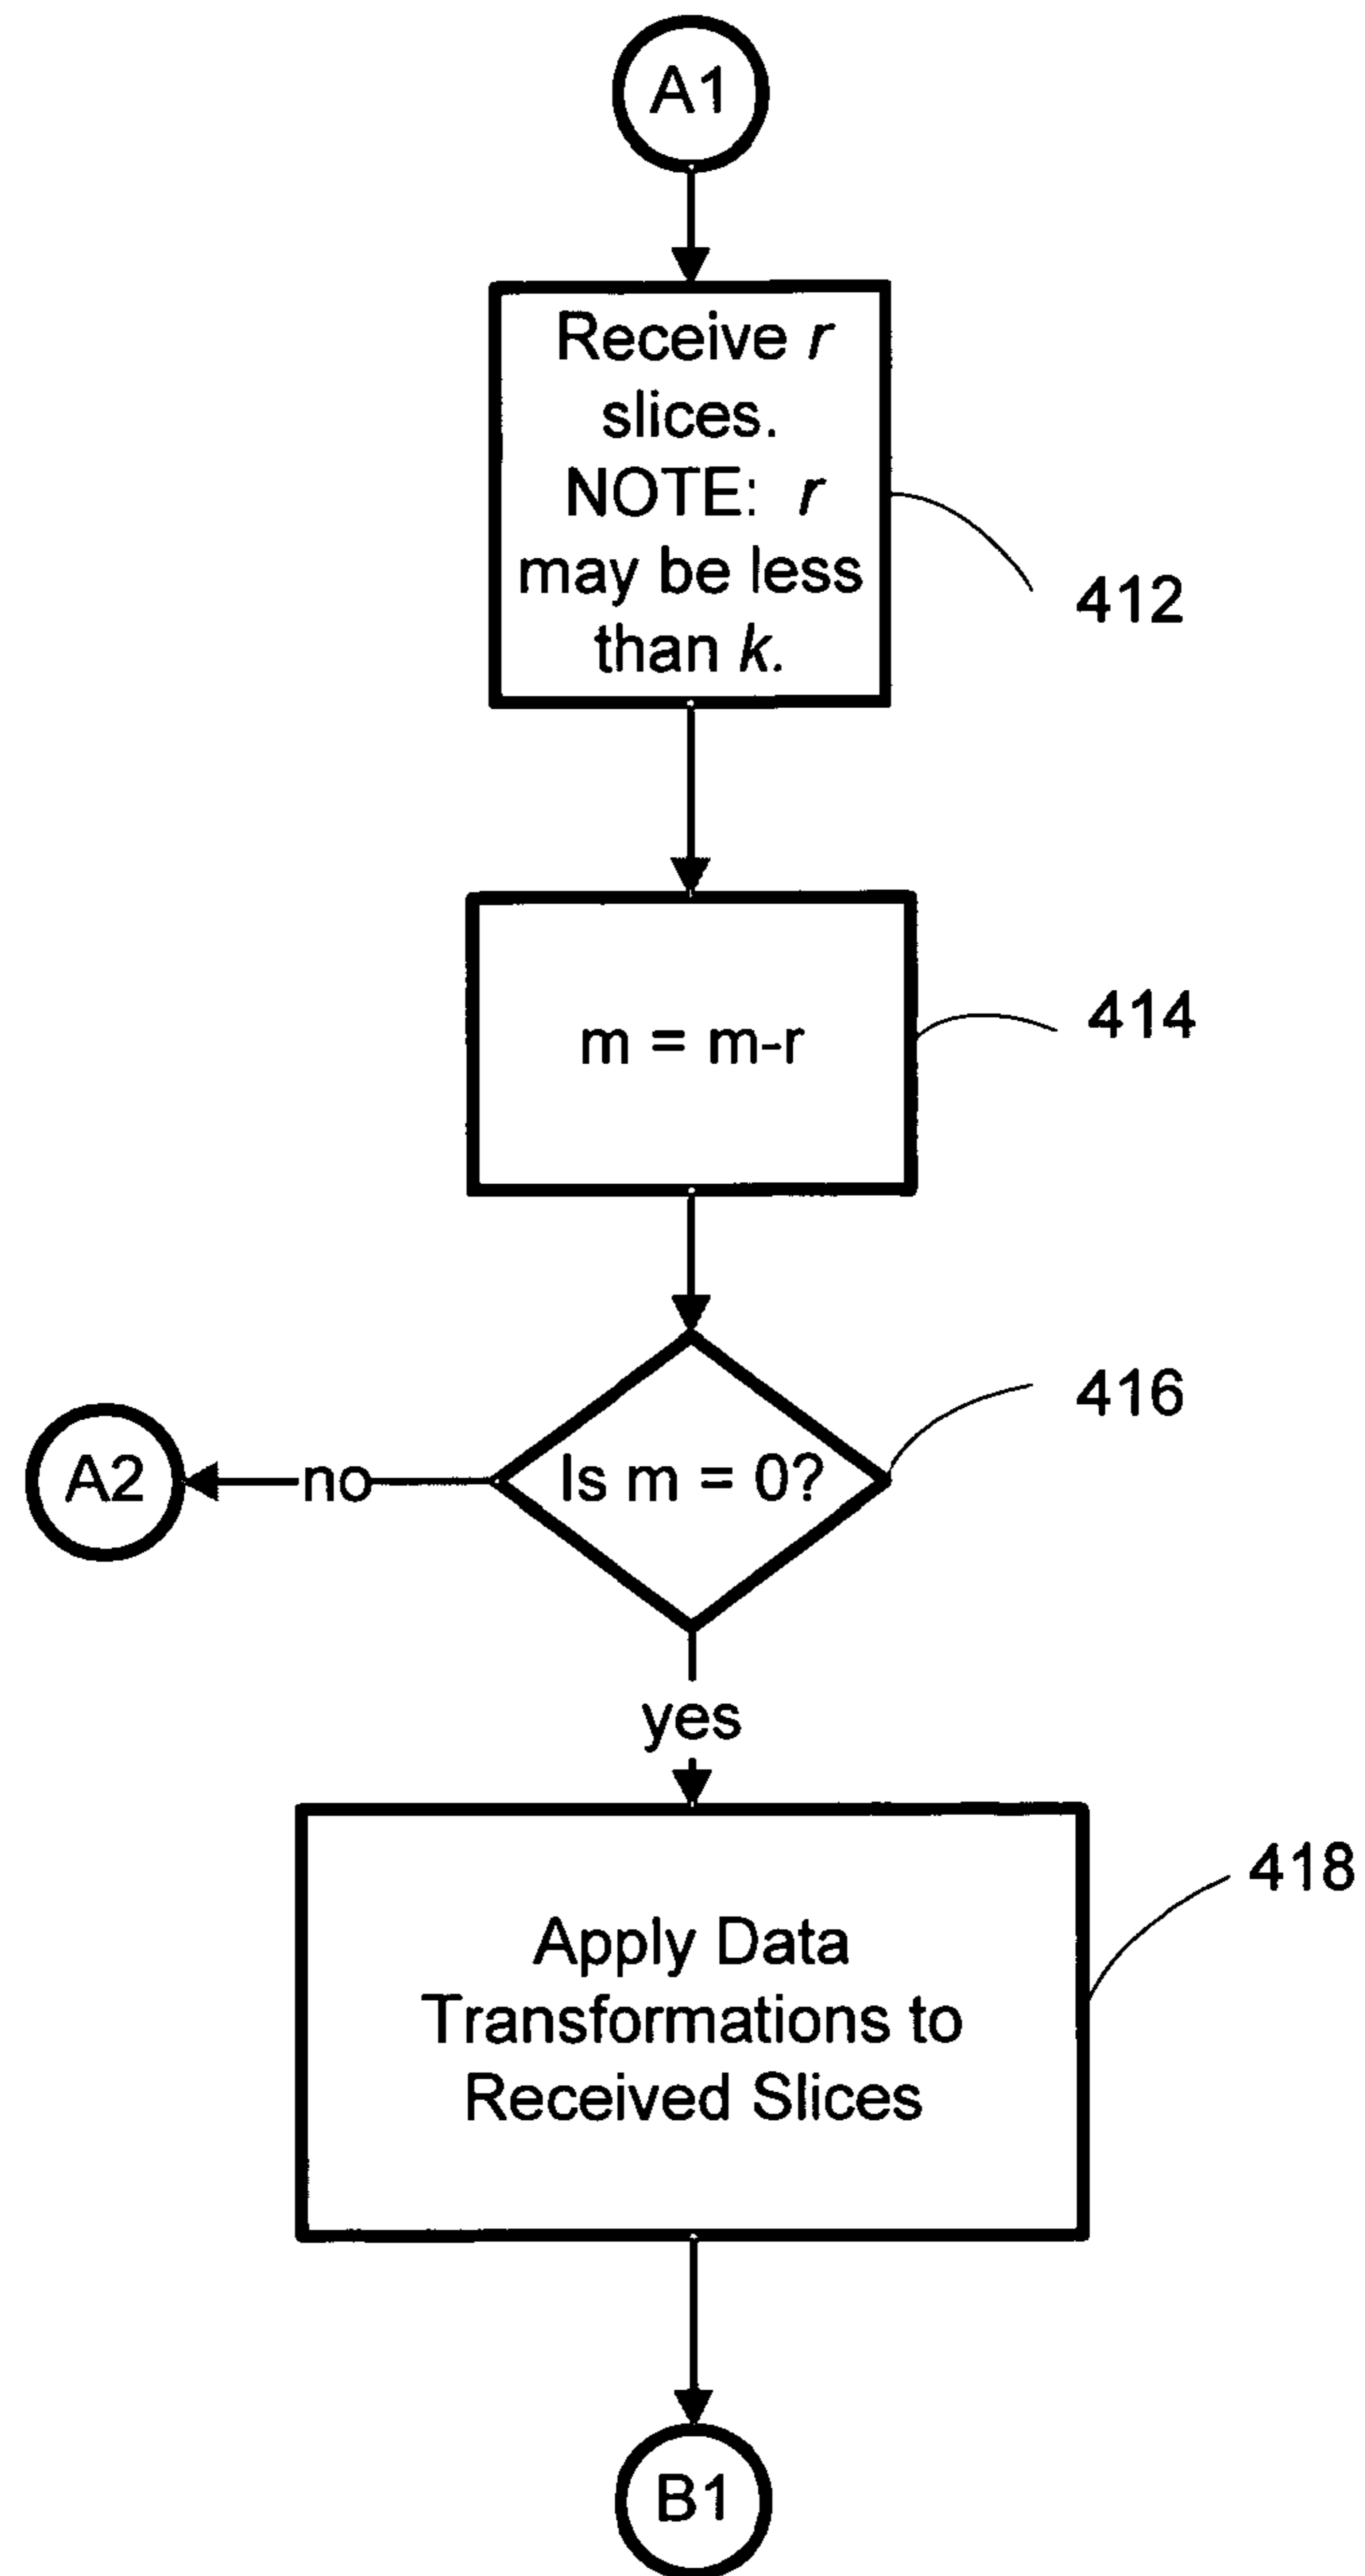 A1
Receive r
slices.
NOTE: r
may be less
than k.
412
m = m-r
414
Is m = 0?
416
no
A2
yes
Apply Data
Transformations to
Received Slices
418
B1